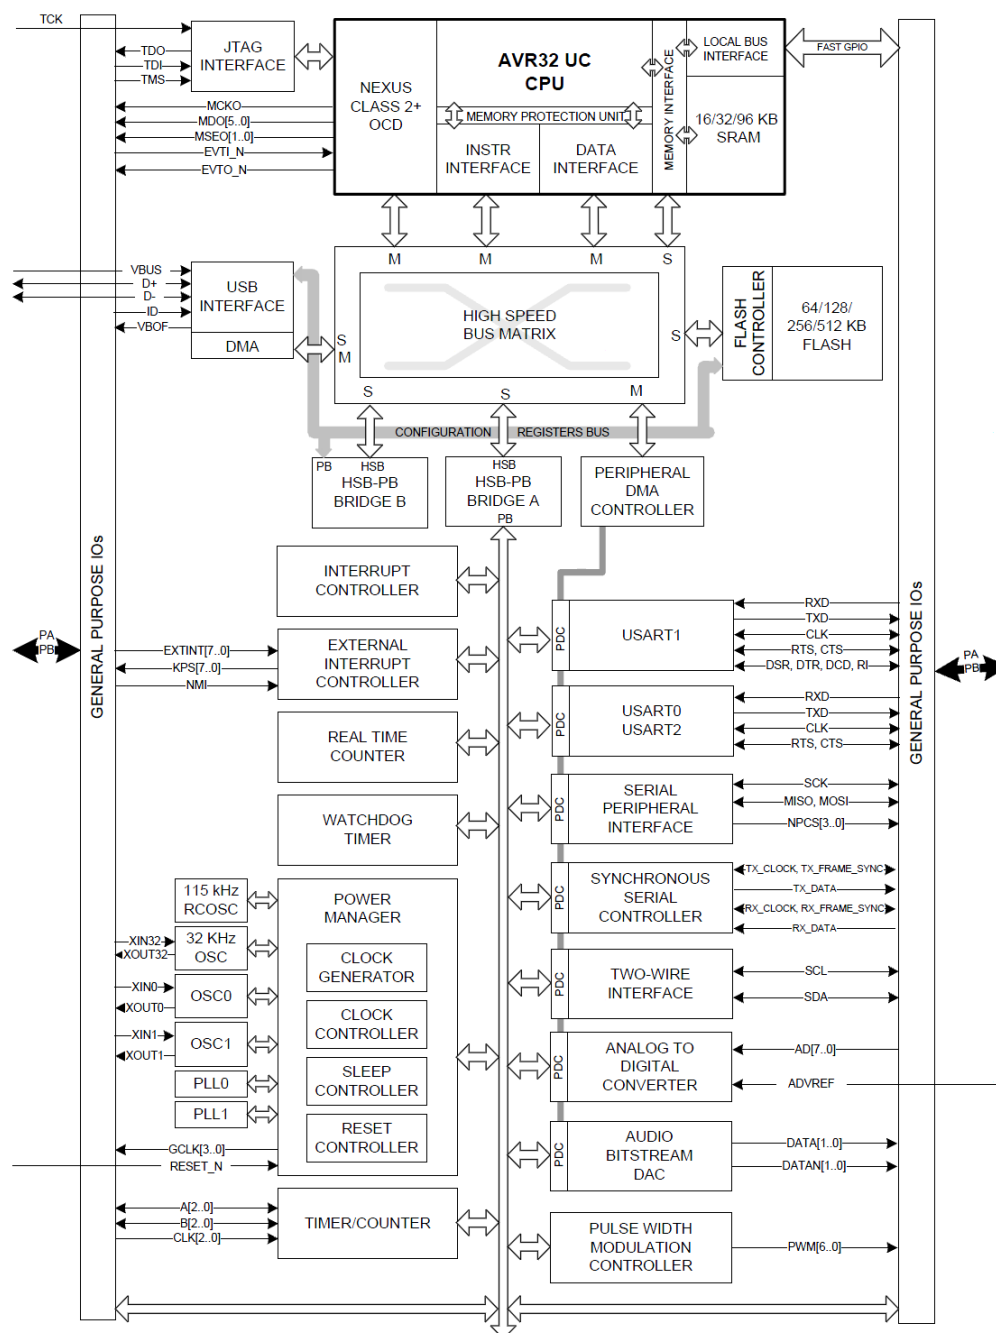 TCK
TDO
TDI
TMS
JTAG
INTERFACE
MCKO
MDO[5..0]
MSEO[1..0]
EVTI_N
EVTO_N
NEXUS
CLASS 2+
OCD
AVR32 UC
CPU
MEMORY PROTECTION UNIT
INSTR
INTERFACE
DATA
INTERFACE
MEMORY INTERFACE
LOCAL BUS
INTERFACE
16/32/96 KB
SRAM
FAST GPIO
M
M
M
S
VBUS
D+
D-
ID
VBOF
USB
INTERFACE
DMA
S
M
HIGH SPEED
BUS MATRIX
S
FLASH
CONTROLLER
64/128/
256/512 KB
FLASH
S
S
M
CONFIGURATION
REGISTERS BUS
PB
HSB
HSB-PB
BRIDGE B
HSB
HSB-PB
BRIDGE A
PB
PERIPHERAL
DMA
CONTROLLER
GENERAL PURPOSE IOs
GENERAL PURPOSE IOs
PA
PB
PA
PB
INTERRUPT
CONTROLLER
EXTINT[7..0]
KPS[7..0]
NMI
EXTERNAL
INTERRUPT
CONTROLLER
REAL TIME
COUNTER
WATCHDOG
TIMER
115 kHz
RCOSC
XIN32
XOUT32
32 KHz
OSC
XIN0
XOUT0
OSC0
XIN1
XOUT1
OSC1
PLL0
PLL1
GCLK[3..0]
RESET_N
POWER
MANAGER
CLOCK
GENERATOR
CLOCK
CONTROLLER
SLEEP
CONTROLLER
RESET
CONTROLLER
A[2..0]
B[2..0]
CLK[2..0]
TIMER/COUNTER
PDC
USART1
RXD
TXD
CLK
RTS, CTS
DSR, DTR, DCD, RI
PDC
USART0
USART2
RXD
TXD
CLK
RTS, CTS
PDC
SERIAL
PERIPHERAL
INTERFACE
SCK
MISO, MOSI
NPCS[3..0]
PDC
SYNCHRONOUS
SERIAL
CONTROLLER
TX_CLOCK, TX_FRAME_SYNC
TX_DATA
RX_CLOCK, RX_FRAME_SYNC
RX_DATA
PDC
TWO-WIRE
INTERFACE
SCL
SDA
PDC
ANALOG TO
DIGITAL
CONVERTER
AD[7..0]
ADVREF
PDC
AUDIO
BITSTREAM
DAC
DATA[1..0]
DATAN[1..0]
PULSE WIDTH
MODULATION
CONTROLLER
PWM[6..0]